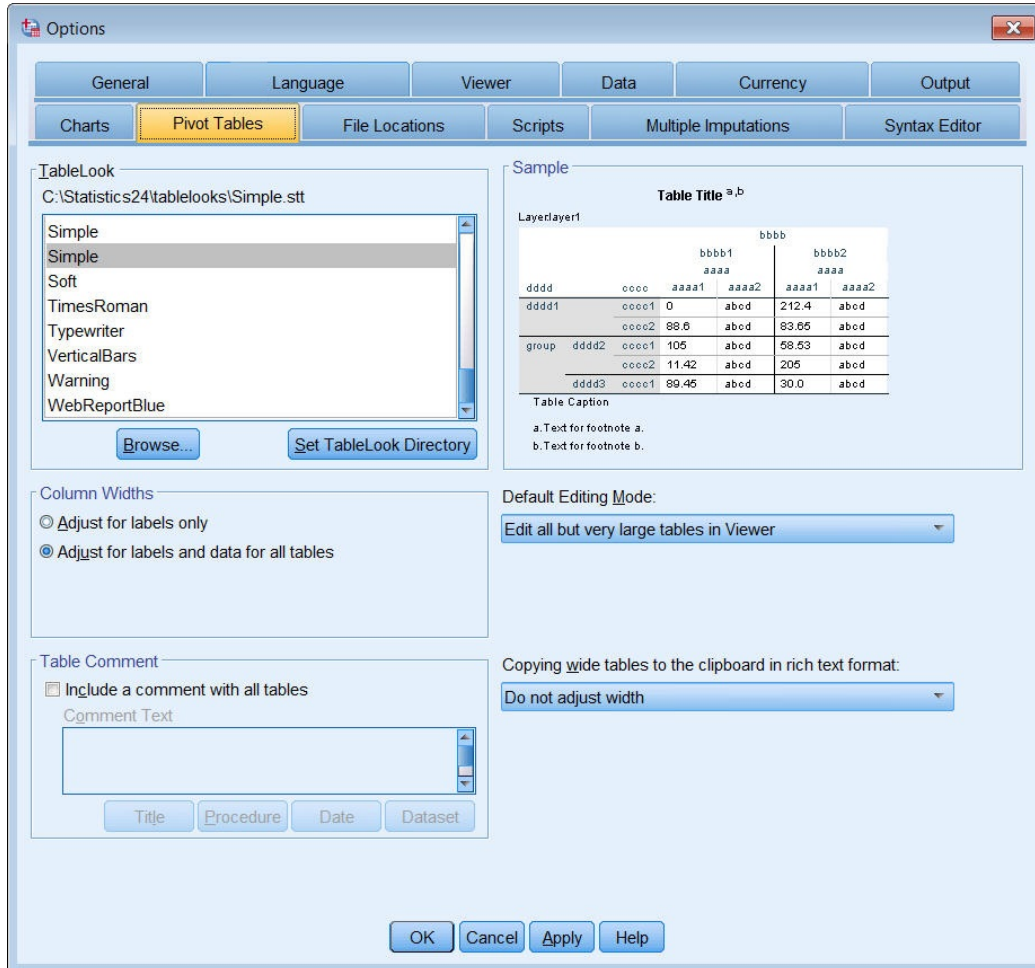 Options
General Language Viewer Data Currency Output
Charts Pivot Tables File Locations Scripts Multiple Imputations Syntax Editor
TableLook
C:\Statistics24\tablelooks\Simple.stt
Simple
Simple
Soft
TimesRoman
Typewriter
VerticalBars
Warning
WebReportBlue
Browse... Set TableLook Directory
Sample
Table Title a,b
Layer:layer1
bbbb
bbbb1 bbbb2
aaaa aaaa
dddd cccc aaaa1 aaaa2 aaaa1 aaaa2
dddd1 cccc1 0 abcd 212.4 abcd
cccc2 88.6 abcd 83.65 abcd
group dddd2 cccc1 105 abcd 58.53 abcd
cccc2 11.42 abcd 205 abcd
dddd3 cccc1 89.45 abcd 30.0 abcd
Table Caption
a.Text for footnote a.
b.Text for footnote b.
Column Widths
Adjust for labels only
Adjust for labels and data for all tables
Default Editing Mode:
Edit all but very large tables in Viewer
Table Comment
Include a comment with all tables
Comment Text
Title Procedure Date Dataset
Copying wide tables to the clipboard in rich text format:
Do not adjust width
OK Cancel Apply Help